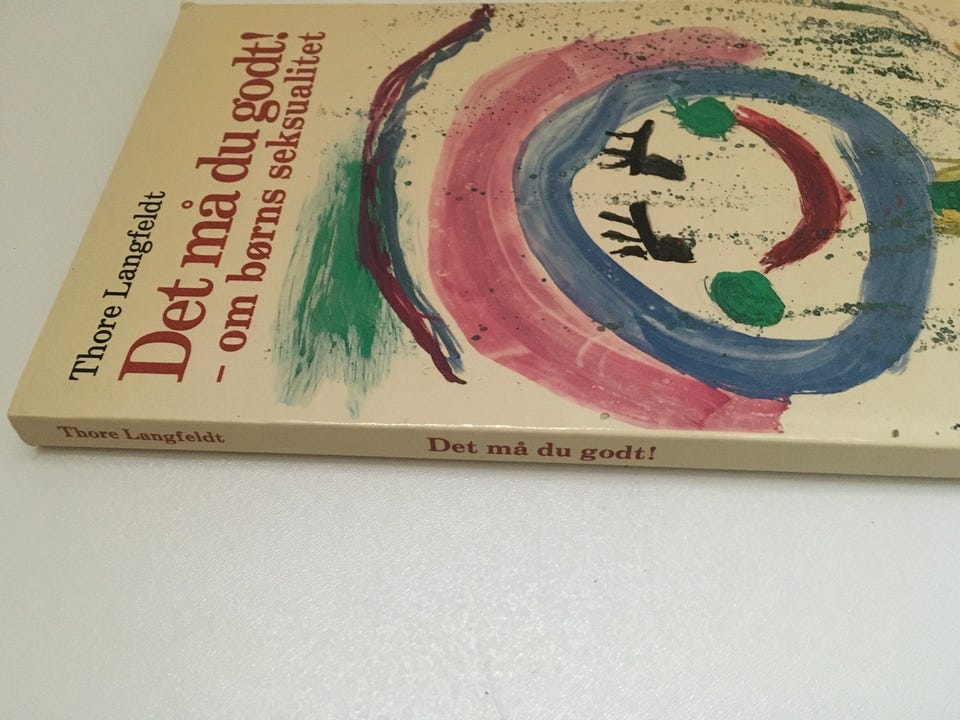 Thore Langfeldt
Det må du godt!
– om børns seksualitet
Thore Langfeldt
Det må du godt!